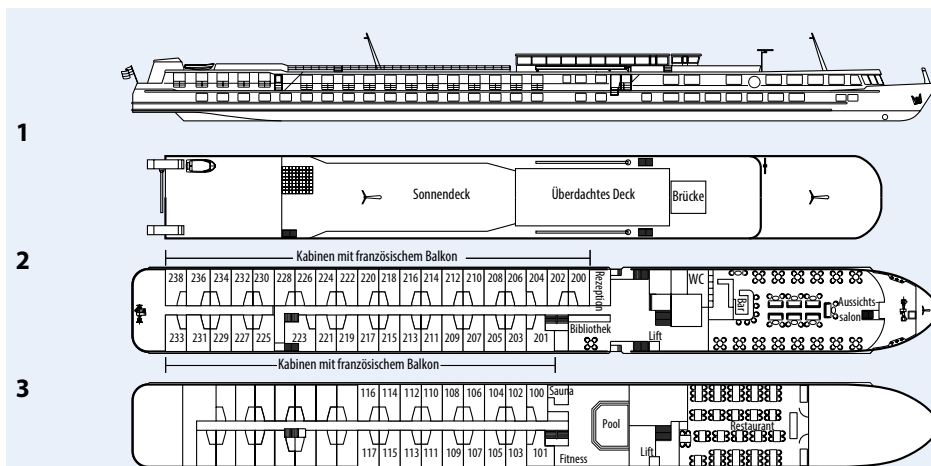 1
Sonnendeck
Überdachtes Deck
Brücke
2
Kabinen mit französischem Balkon
238 236 234 232 230 228 226 224 222 220 218 216 214 212 210 208 206 204 202 200
Rezeption
WC
Bar
Aussichts
salon
Lift
Bibliothek
233 231 229 227 225 223 221 219 217 215 213 211 209 207 205 203 201
Kabinen mit französischem Balkon
3
116 114 112 110 108 106 104 102 100
Sauna
Pool
Restaurant
Lift
Fitness
117 115 113 111 109 107 105 103 101